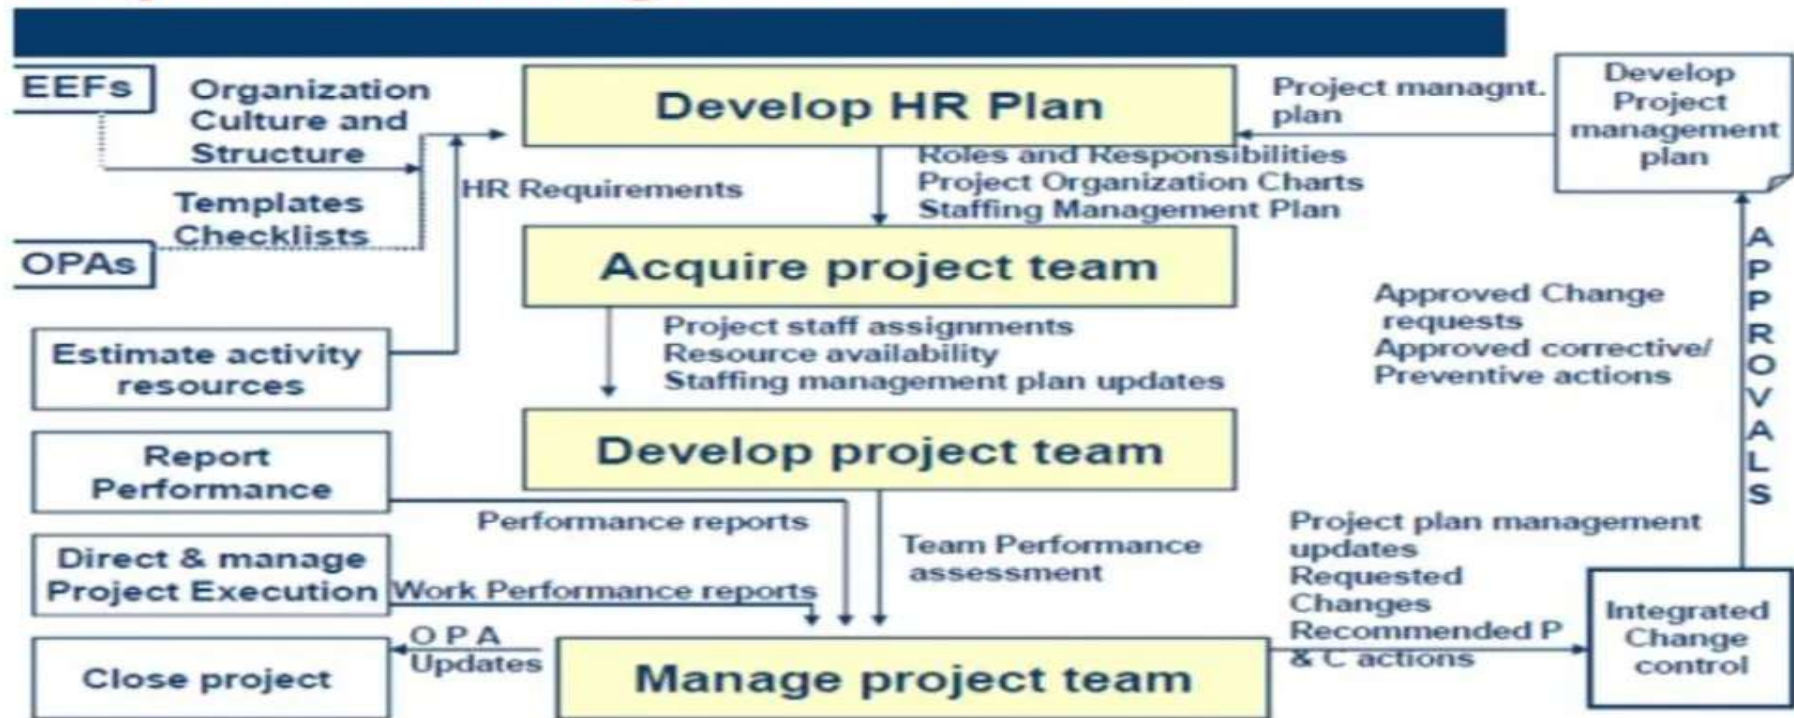 EEFs
Organization
Culture and
Structure
Develop HR Plan
Project managnt.
plan
Develop
Project
management
plan
Roles and Responsibilities
Project Organization Charts
Staffing Management Plan
HR Requirements
Templates
Checklists
OPAs
Acquire project team
Approved Change
requests
Approved corrective/
Preventive actions
APPROVALS
Project staff assignments
Resource availability
Staffing management plan updates
Estimate activity
resources
Develop project team
Report
Performance
Performance reports
Team Performance
assessment
Project plan management
updates
Requested
Changes
Recommended P
& C actions
Direct & manage
Project Execution
Work Performance reports
Integrated
Change
control
O P A
Updates
Close project
Manage project team